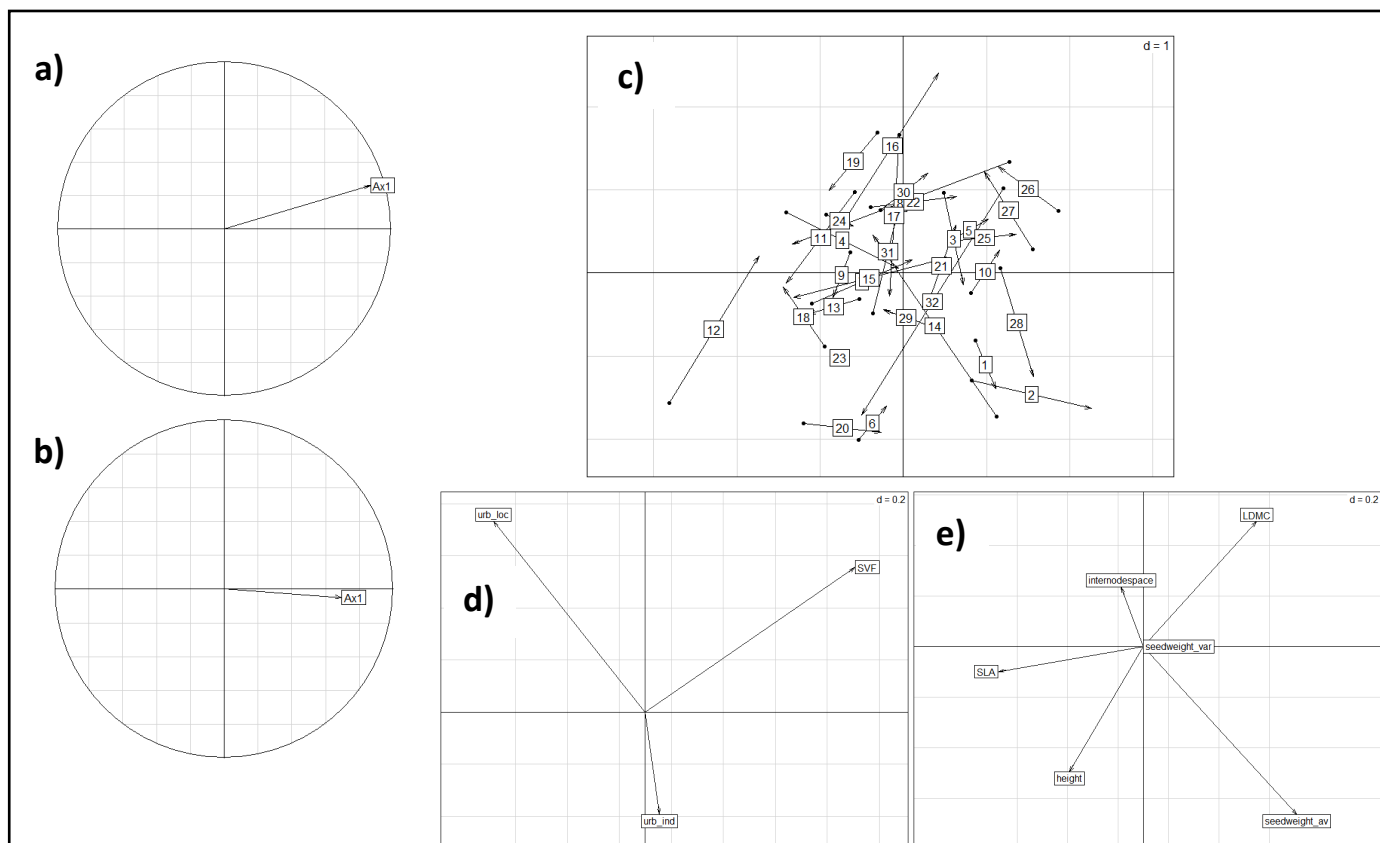 a)
Ax1
b)
Ax1
c)
d = 1
16
19
30
26
8
22
17
27
24
11
4
5
3
25
31
21
9
15
10
13
32
18
12
29
14
28
23
1
2
6
20
d)
d = 0.2
urb_loc
SVF
urb_ind
e)
d = 0.2
LDMC
internodespace
seedweight_var
SLA
height
seedweight_av